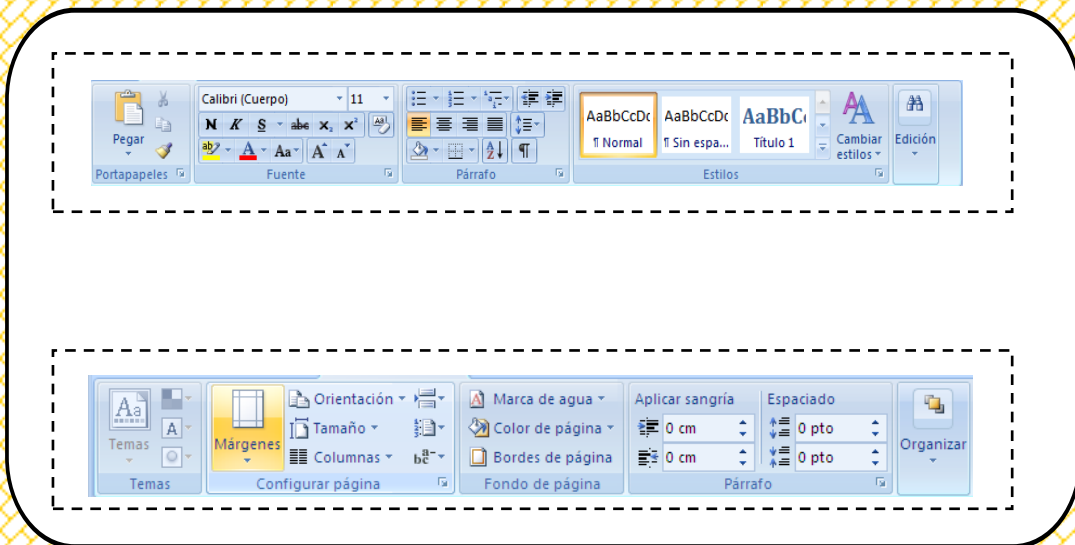 Calibri (Cuerpo) 11
Pegar
N K S abe x₂ x²
ab A Aa A A
AaBbCcDc AaBbCcDc AaBbC
¶ Normal ¶ Sin espa... Título 1
Cambiar estilos
Edición
Portapapeles Fuente Párrafo Estilos
Temas
Márgenes
Orientación
Tamaño
Columnas
Marca de agua
Color de página
Bordes de página
Aplicar sangría Espaciado
0 cm 0 pto
0 cm 0 pto
Organizar
Temas Configurar página Fondo de página Párrafo